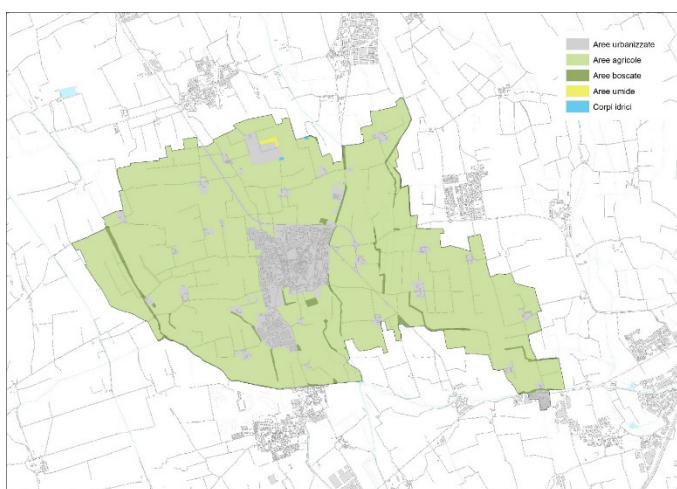 Aree urbanizzate
Aree agricole
Aree boscate
Aree umide
Corpi idrici